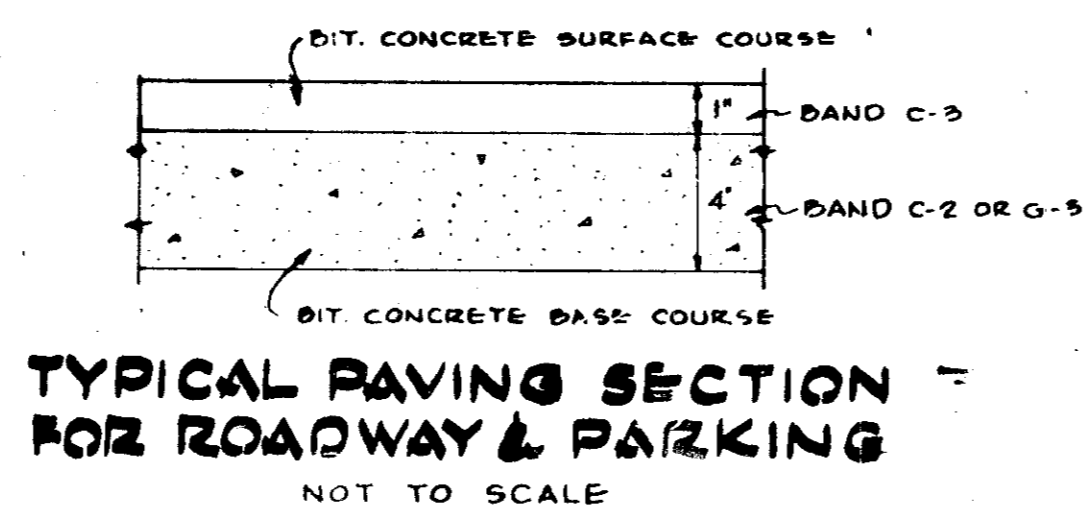 BIT. CONCRETE SURFACE COURSE
1" BAND C-3
4" BAND C-2 OR G-3
BIT. CONCRETE BASE COURSE
TYPICAL PAVING SECTION
FOR ROADWAY & PARKING
NOT TO SCALE